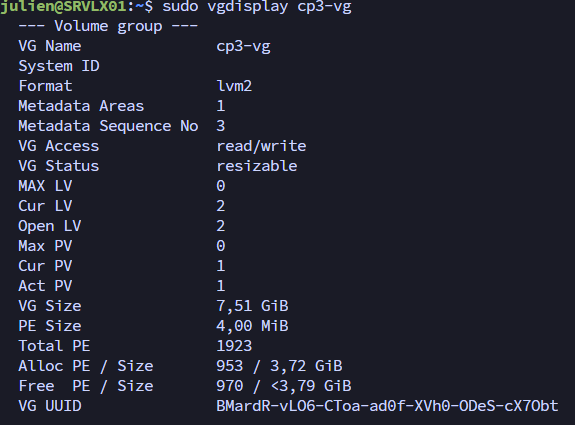 julien@SRVLX01:~$ sudo vgdisplay cp3-vg
--- Volume group ---
VG Name cp3-vg
System ID
Format lvm2
Metadata Areas 1
Metadata Sequence No 3
VG Access read/write
VG Status resizable
MAX LV 0
Cur LV 2
Open LV 2
Max PV 0
Cur PV 1
Act PV 1
VG Size 7,51 GiB
PE Size 4,00 MiB
Total PE 1923
Alloc PE / Size 953 / 3,72 GiB
Free  PE / Size 970 / <3,79 GiB
VG UUID BMardR-vLO6-CToa-ad0f-XVh0-ODeS-cX7Obt